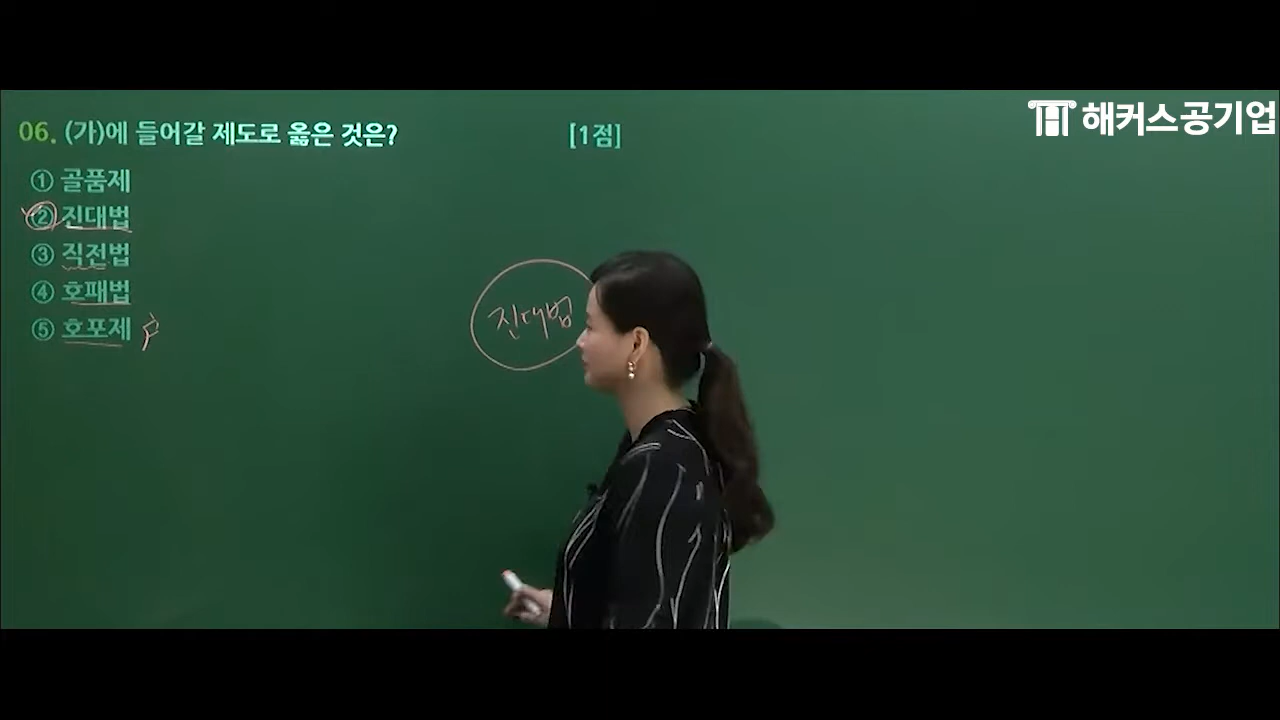 해커스공기업
06. (가)에 들어갈 제도로 옳은 것은? [1점]
① 골품제
② 진대법
③ 직전법
④ 호패법
⑤ 호포제
진대법